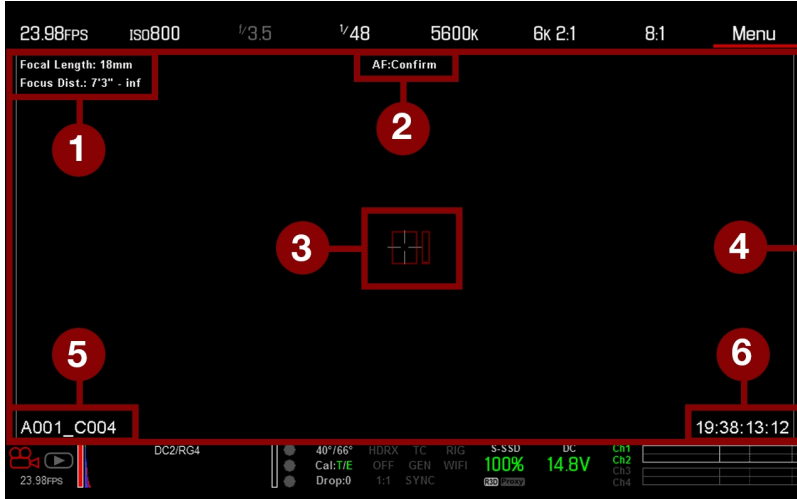 23.98FPS ISO800 f/3.5 1/48 5600K 6K 2:1 8:1 Menu
Focal Length: 18mm
Focus Dist.: 7'3" - inf
AF:Confirm
1
2
3
4
5
6
A001_C004
19:38:13:12
DC2/RG4
23.98FPS
40°/66° HDRX TC RIG S-SSD DC Ch1
Cal:T/E OFF GEN WIFI 100% 14.8V Ch2
Ch3
Drop:0 1:1 SYNC R3D Proxy Ch4